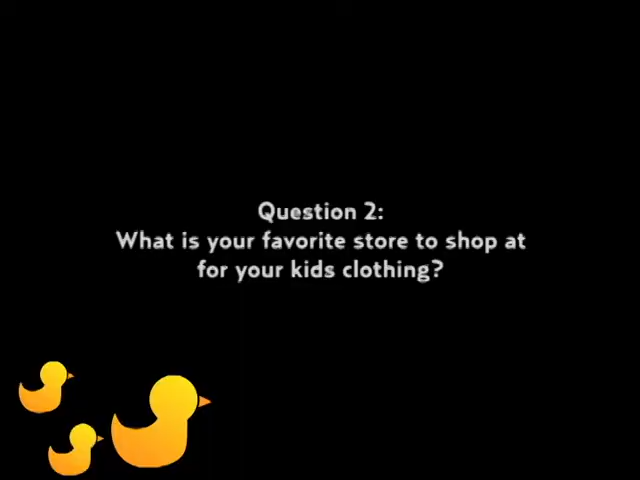 Question 2:
What is your favorite store to shop at
for your kids clothing?